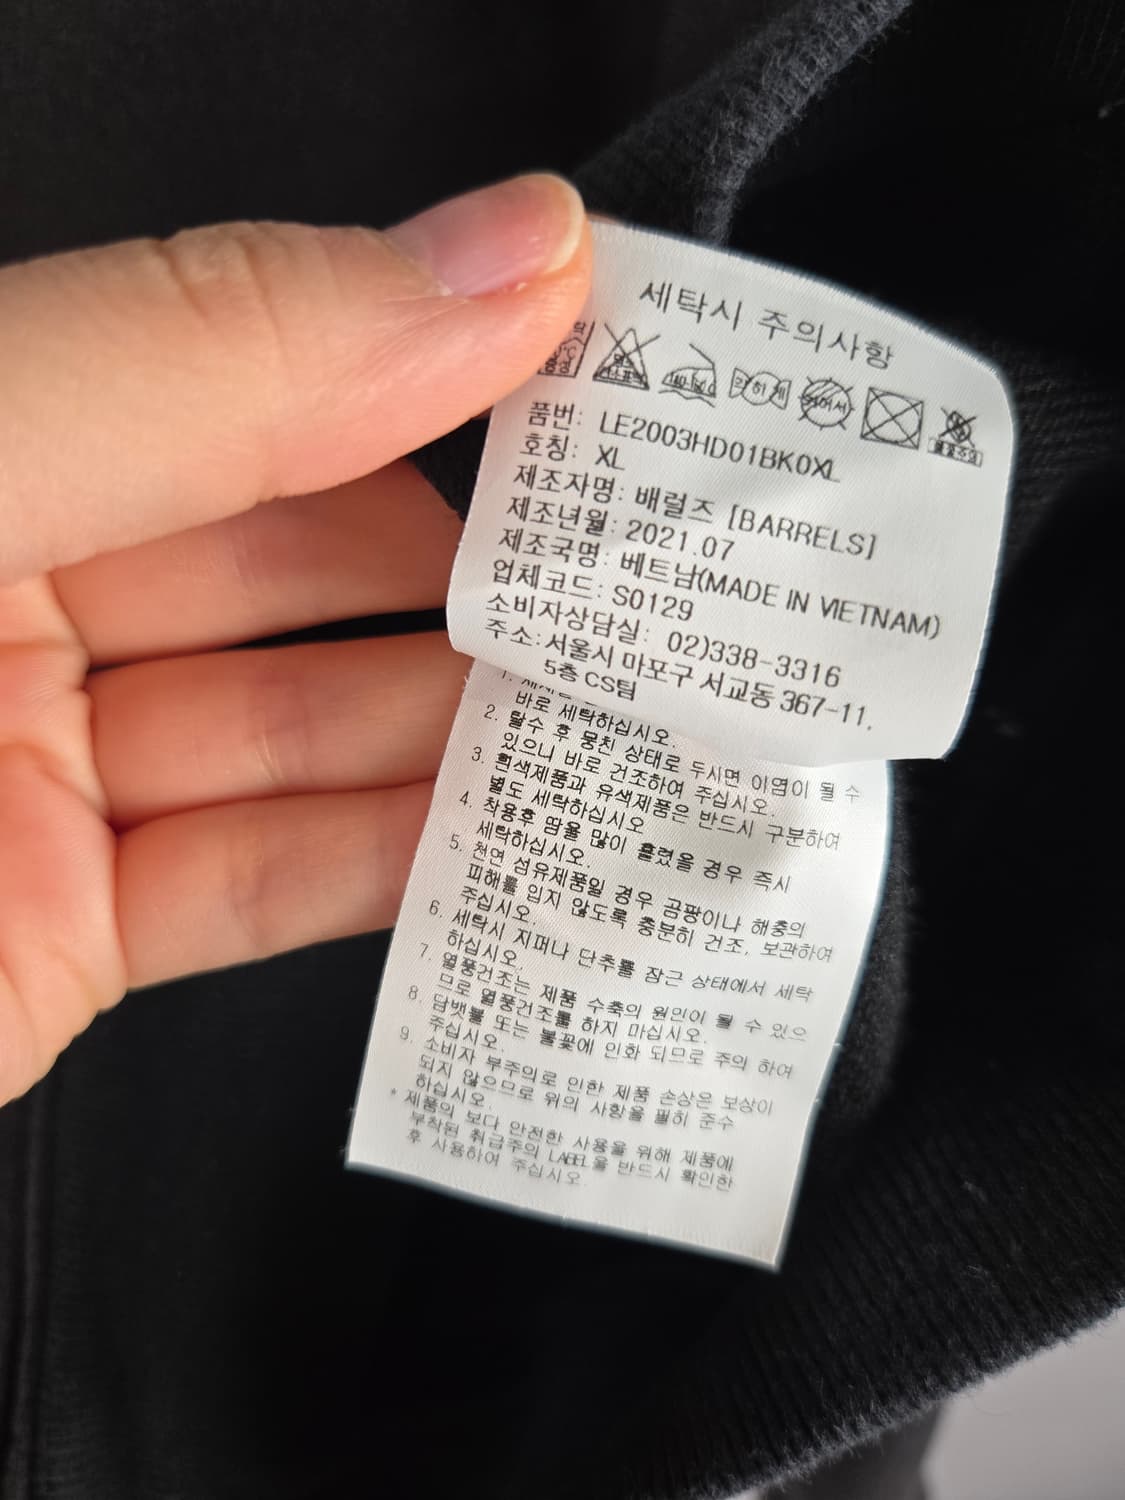 세탁시 주의사항
품번: LE2003HD01BK0XL
호칭: XL
제조자명: 배럴즈 [BARRELS]
제조년월: 2021.07
제조국명: 베트남(MADE IN VIETNAM)
업체코드: S0129
소비자상담실: 02)338-3316
주소:서울시 마포구 서교동 367-11.
5층 CS팀
바로 세탁하십시오.
2. 탈수 후 뭉친 상태로 두시면 이염이 될 수
있으니 바로 건조하여 주십시오.
3. 흰색제품과 유색제품은 반드시 구분하여
별도 세탁하십시오
4. 착용후 땀을 많이 흘렸을 경우 즉시
세탁하십시오.
5. 천연 섬유제품일 경우 곰팡이나 해충의
피해를 입지 않도록 충분히 건조, 보관하여
주십시오.
6. 세탁시 지퍼나 단추를 잠근 상태에서 세탁
하십시오.
7. 열풍건조는 제품 수축의 원인이 될 수 있으
므로 열풍건조를 하지 마십시오.
8. 담뱃불 또는 불꽃에 인화 되므로 주의 하여
주십시오.
9. 소비자 부주의로 인한 제품 손상은 보상이
되지 않으므로 위의 사항을 필히 준수
하십시오.
* 제품의 보다 안전한 사용을 위해 제품에
부착된 취급주의 LABEL을 반드시 확인한
후 사용하여 주십시오.